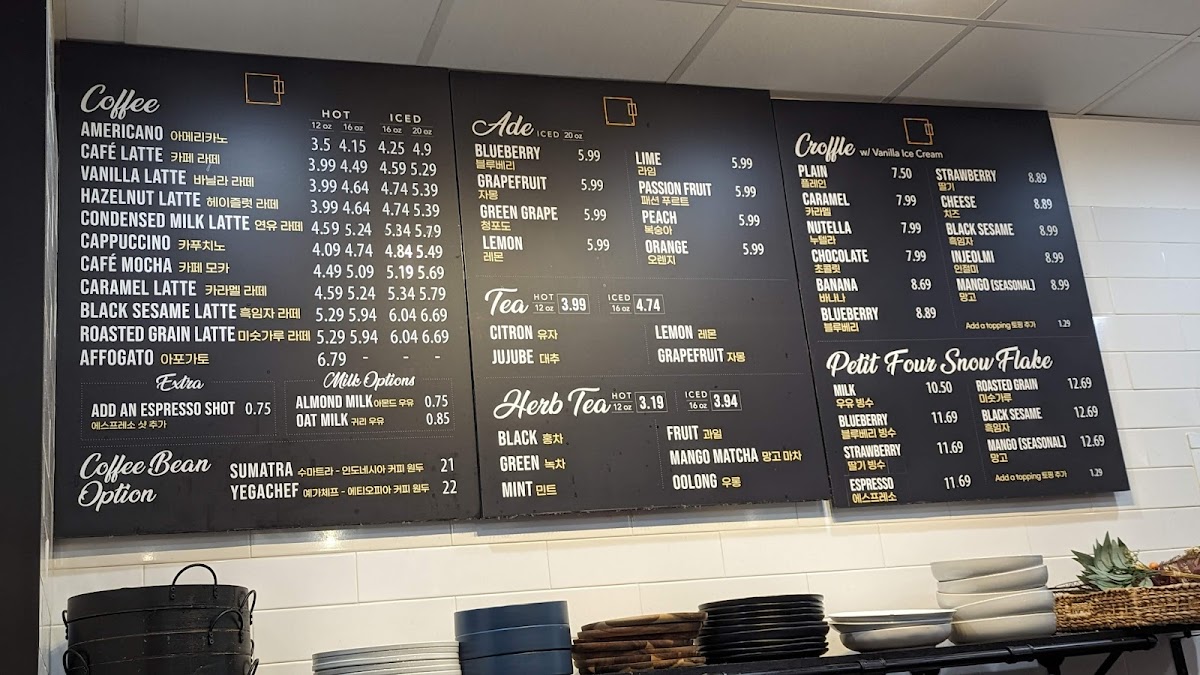 Coffee
HOT ICED
12 oz 16 oz 16 oz 20 oz
AMERICANO 아메리카노 3.5 4.15 4.25 4.9
CAFÉ LATTE 카페 라떼 3.99 4.49 4.59 5.29
VANILLA LATTE 바닐라 라떼 3.99 4.64 4.74 5.39
HAZELNUT LATTE 헤이즐럿 라떼 3.99 4.64 4.74 5.39
CONDENSED MILK LATTE 연유 라떼 4.59 5.24 5.34 5.79
CAPPUCCINO 카푸치노 4.09 4.74 4.84 5.49
CAFÉ MOCHA 카페 모카 4.49 5.09 5.19 5.69
CARAMEL LATTE 카라멜 라떼 4.59 5.24 5.34 5.79
BLACK SESAME LATTE 흑임자 라떼 5.29 5.94 6.04 6.69
ROASTED GRAIN LATTE 미숫가루 라떼 5.29 5.94 6.04 6.69
AFFOGATO 아포가토 6.79 - - -
Extra
ADD AN ESPRESSO SHOT 0.75
에스프레소 샷 추가
Milk Options
ALMOND MILK 아몬드 우유 0.75
OAT MILK 귀리 우유 0.85
Coffee Bean
Option
SUMATRA 수마트라 - 인도네시아 커피 원두 21
YEGACHEF 예가체프 - 에티오피아 커피 원두 22
Ade ICED 20 oz
BLUEBERRY 5.99
블루베리
GRAPEFRUIT 5.99
자몽
GREEN GRAPE 5.99
청포도
LEMON 5.99
레몬
LIME 5.99
라임
PASSION FRUIT 5.99
패션 푸르트
PEACH 5.99
복숭아
ORANGE 5.99
오렌지
Tea HOT 12 oz 3.99 ICED 16 oz 4.74
CITRON 유자
JUJUBE 대추
LEMON 레몬
GRAPEFRUIT 자몽
Herb Tea HOT 12 oz 3.19 ICED 16 oz 3.94
BLACK 홍차
GREEN 녹차
MINT 민트
FRUIT 과일
MANGO MATCHA 망고 마차
OOLONG 우롱
Croffle w/ Vanilla Ice Cream
PLAIN 7.50
플레인
CARAMEL 7.99
카라멜
NUTELLA 7.99
누텔라
CHOCOLATE 7.99
초콜릿
BANANA 8.69
바나나
BLUEBERRY 8.89
블루베리
STRAWBERRY 8.89
딸기
CHEESE 8.89
치즈
BLACK SESAME 8.99
흑임자
INJEOLMI 8.99
인절미
MANGO (SEASONAL) 8.99
망고
Add a topping 토핑 추가 1.29
Petit Four Snow Flake
MILK 10.50
우유 빙수
BLUEBERRY 11.69
블루베리 빙수
STRAWBERRY 11.69
딸기 빙수
ESPRESSO 11.69
에스프레소
ROASTED GRAIN 12.69
미숫가루
BLACK SESAME 12.69
흑임자
MANGO (SEASONAL) 12.69
망고
Add a topping 토핑 추가 1.29